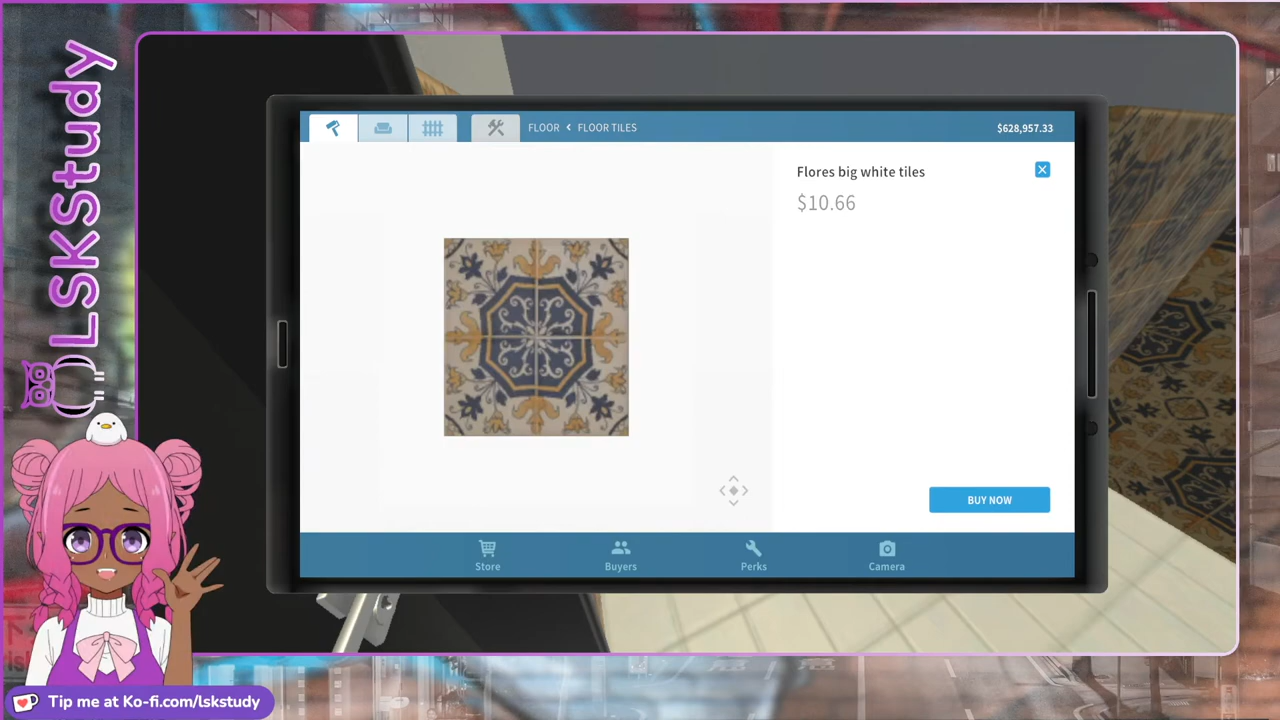 LSKStudy
FLOOR < FLOOR TILES
$628,957.33
Flores big white tiles
$10.66
BUY NOW
Store
Buyers
Perks
Camera
Tip me at Ko-fi.com/lskstudy